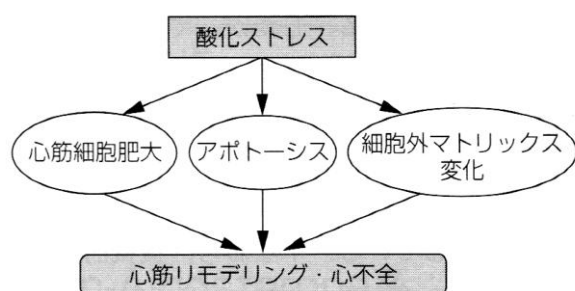 酸化ストレス
心筋細胞肥大
アポトーシス
細胞外マトリックス
変化
心筋リモデリング・心不全